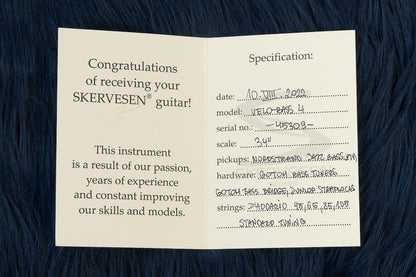 Congratulations
of receiving your
SKERVESEN® guitar!
This instrument
is a result of our passion,
years of experience
and constant improving
our skills and models.
Specification:
date: 10.VIII.2022
model: VELO-BASS 4
serial no.: -45309-
scale: 34"
pickups: NORDSTRAND JAZZ BASS
hardware: GOTOH BASS TUNERS,
GOTOH BASS BRIDGE, DUNLOP STRAPLOCKS
strings: D'ADDARIO 45, 65, 85, 105
STANDARD TUNING